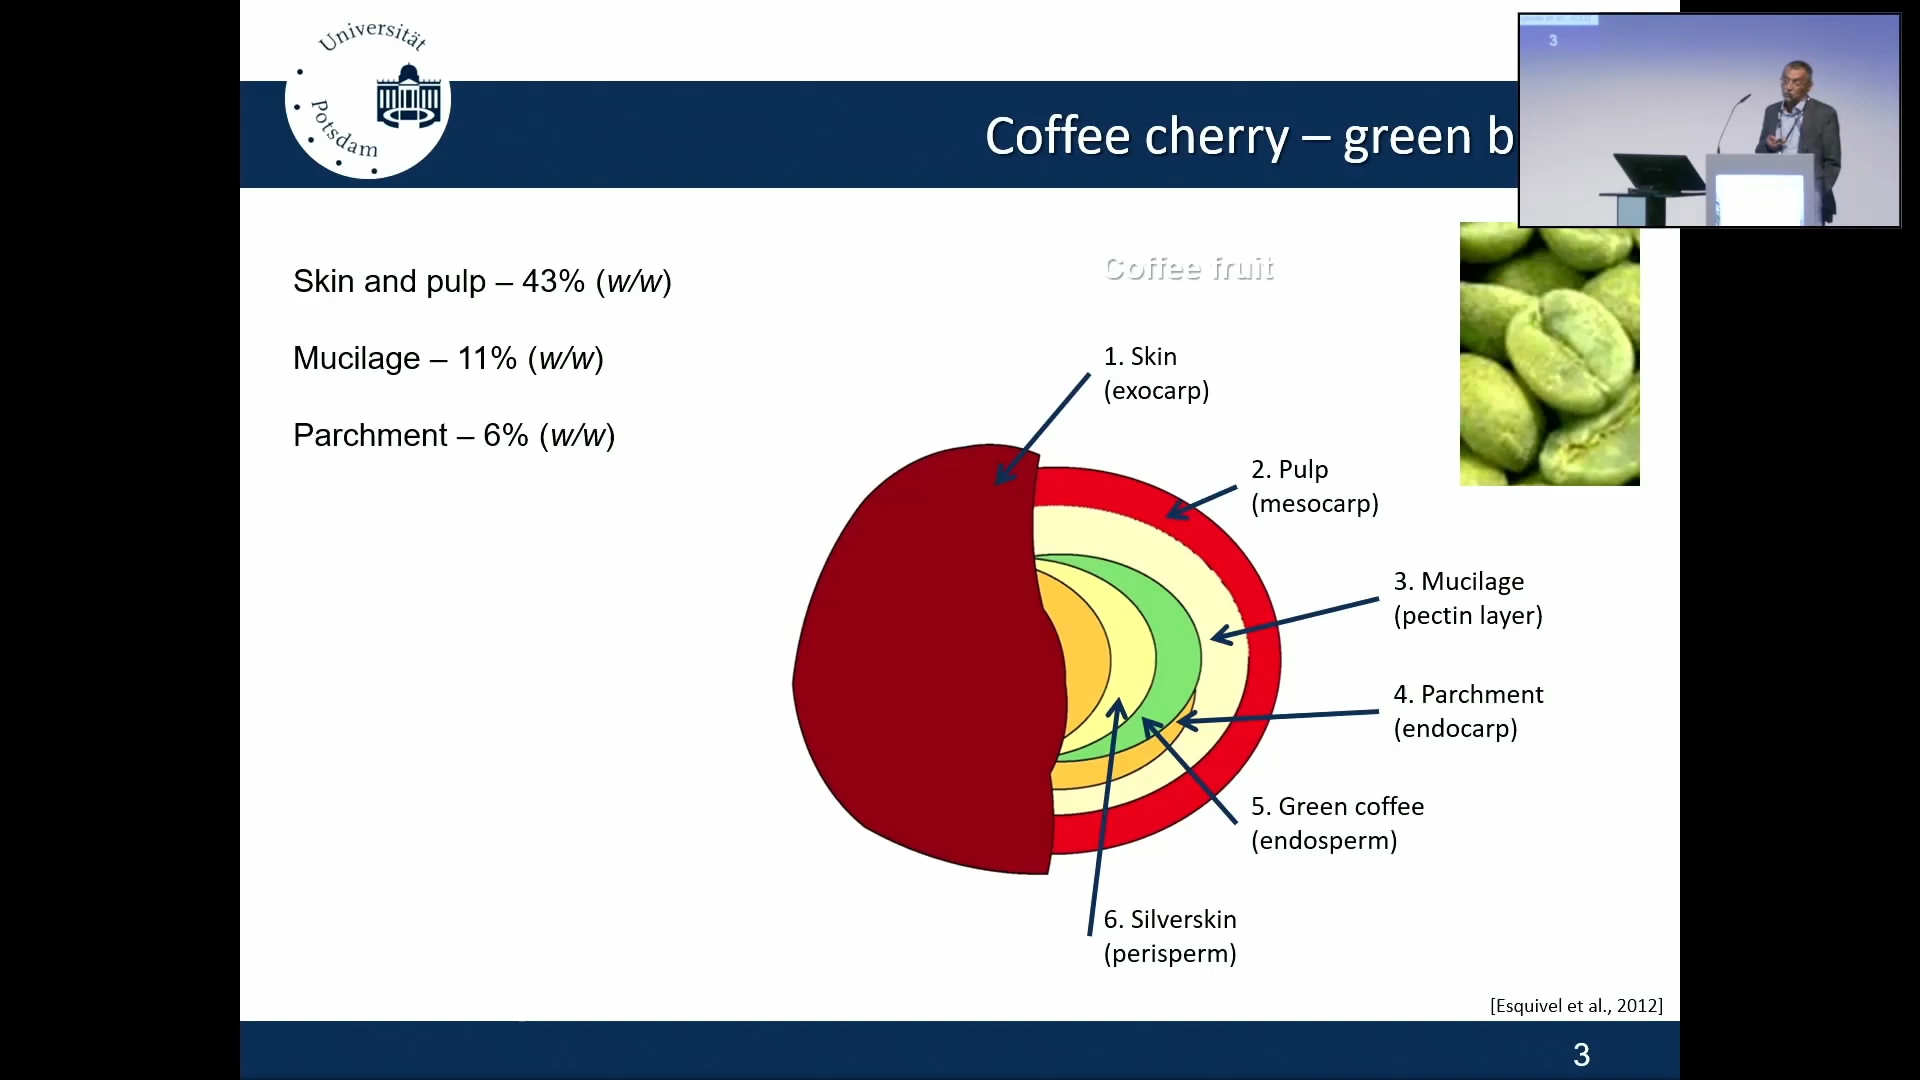 Universität
Potsdam
Coffee cherry – green b
3
Skin and pulp – 43% (w/w)
Mucilage – 11% (w/w)
Parchment – 6% (w/w)
Coffee fruit
1. Skin
(exocarp)
2. Pulp
(mesocarp)
3. Mucilage
(pectin layer)
4. Parchment
(endocarp)
5. Green coffee
(endosperm)
6. Silverskin
(perisperm)
[Esquivel et al., 2012]
3